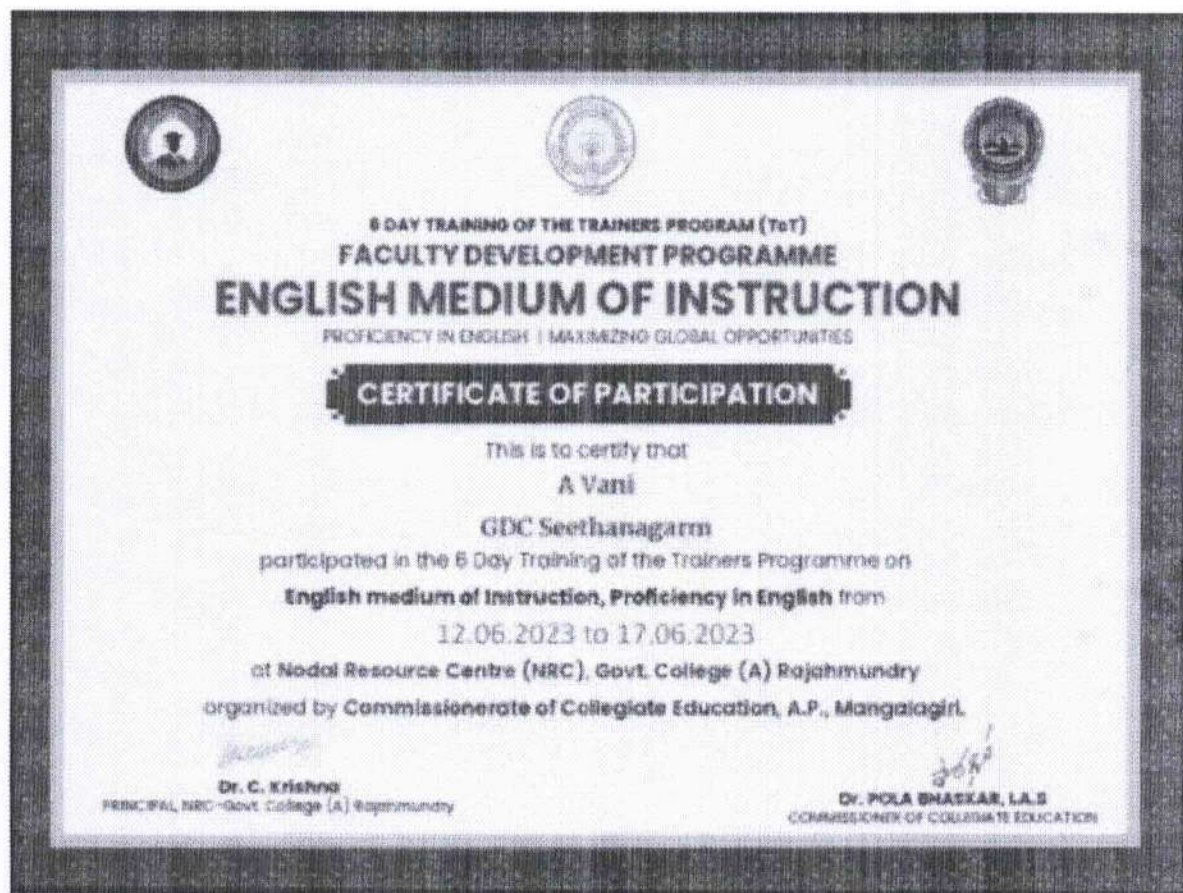 6 DAY TRAINING OF THE TRAINERS PROGRAM (ToT)
FACULTY DEVELOPMENT PROGRAMME
ENGLISH MEDIUM OF INSTRUCTION
PROFICIENCY IN ENGLISH | MAXIMIZING GLOBAL OPPORTUNITIES
CERTIFICATE OF PARTICIPATION
This is to certify that
A Vani
GDC Seethanagarm
participated in the 6 Day Training of the Trainers Programme on
English medium of Instruction, Proficiency in English from
12.06.2023 to 17.06.2023
at Nodal Resource Centre (NRC), Govt. College (A) Rajahmundry
organized by Commissionerate of Collegiate Education, A.P., Mangalagiri.
Dr. C. Krishna
PRINCIPAL, NRC-Govt. College (A) Rajahmundry
Dr. POLA BHASKAR, I.A.S
COMMISSIONER OF COLLEGIATE EDUCATION